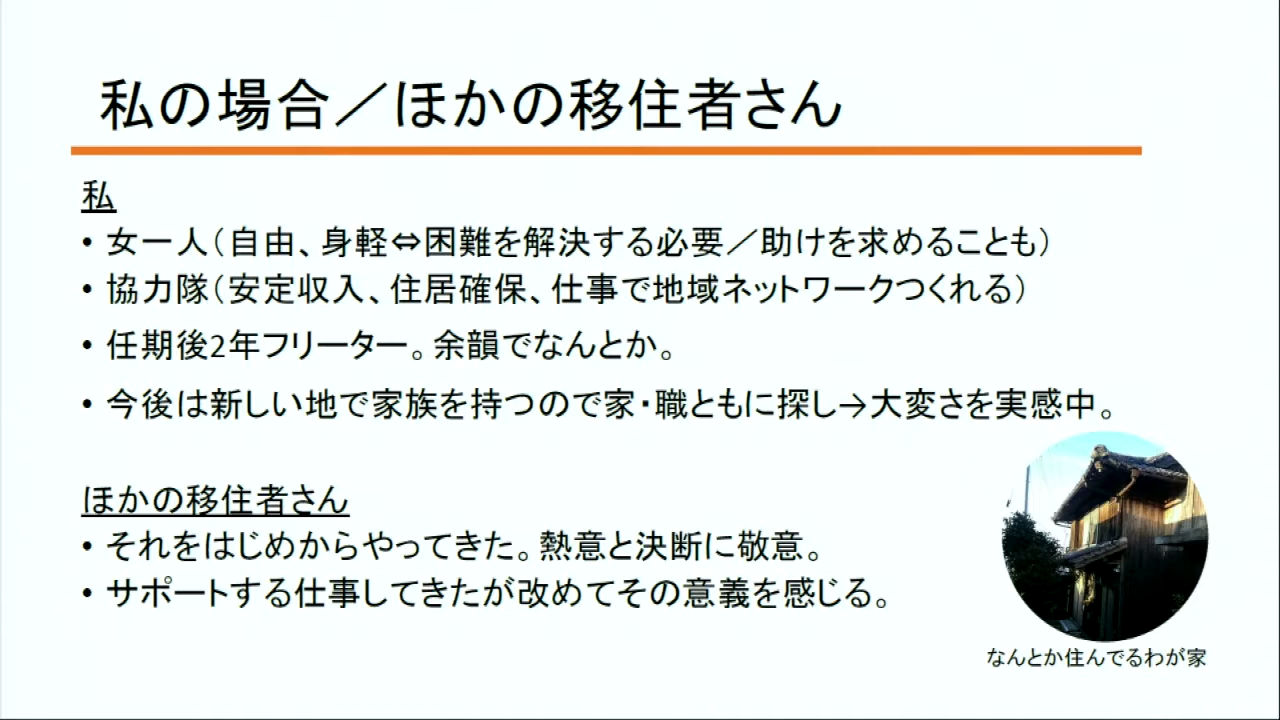 私の場合／ほかの移住者さん
私
• 女一人（自由、身軽⇔困難を解決する必要／助けを求めることも）
• 協力隊（安定収入、住居確保、仕事で地域ネットワークつくれる）
• 任期後2年フリーター。余韻でなんとか。
• 今後は新しい地で家族を持つので家・職ともに探し→大変さを実感中。
ほかの移住者さん
• それをはじめからやってきた。熱意と決断に敬意。
• サポートする仕事してきたが改めてその意義を感じる。
なんとか住んでるわが家